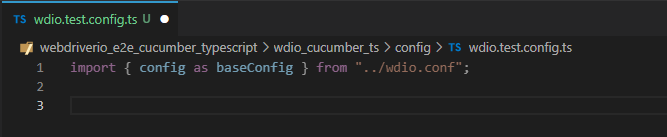 TS wdio.test.config.ts U
webdriverio_e2e_cucumber_typescript > wdio_cucumber_ts > config > TS wdio.test.config.ts
1 import { config as baseConfig } from "../wdio.conf";
2
3